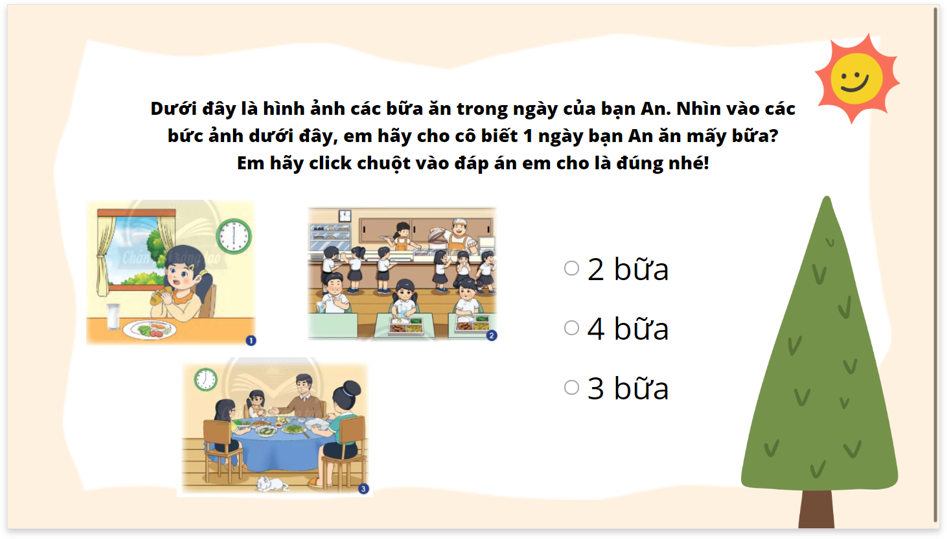 Dưới đây là hình ảnh các bữa ăn trong ngày của bạn An. Nhìn vào các
bức ảnh dưới đây, em hãy cho cô biết 1 ngày bạn An ăn mấy bữa?
Em hãy click chuột vào đáp án em cho là đúng nhé!
1
2
3
2 bữa
4 bữa
3 bữa